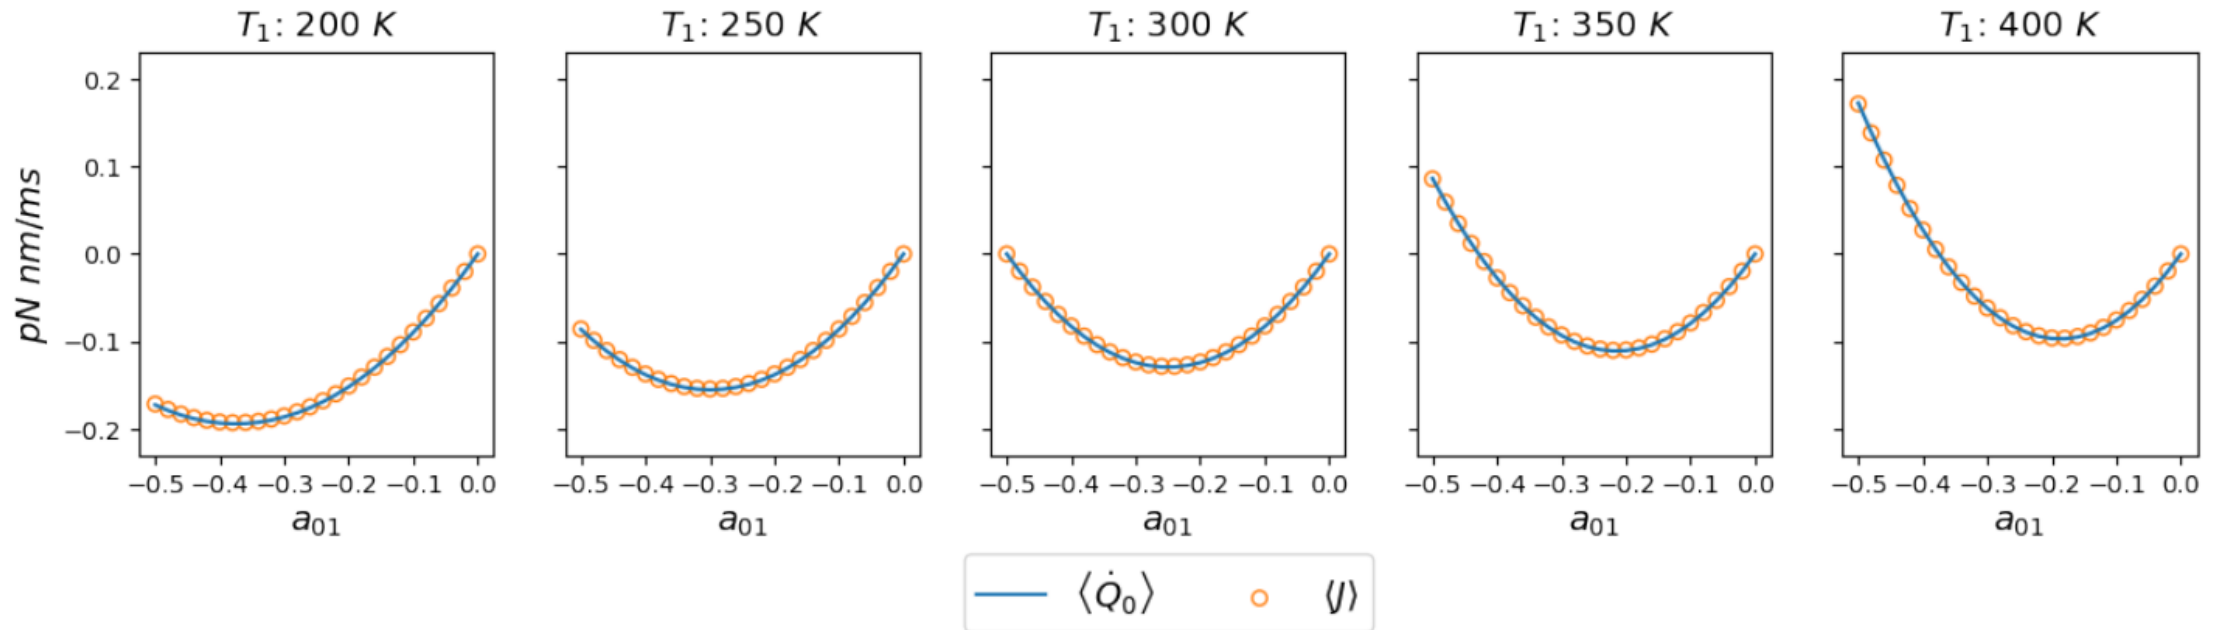 T₁: 200 K T₁: 250 K T₁: 300 K T₁: 350 K T₁: 400 K
pN nm/ms
0.2
0.1
0.0
−0.1
−0.2
−0.5 −0.4 −0.3 −0.2 −0.1 0.0 −0.5 −0.4 −0.3 −0.2 −0.1 0.0 −0.5 −0.4 −0.3 −0.2 −0.1 0.0 −0.5 −0.4 −0.3 −0.2 −0.1 0.0 −0.5 −0.4 −0.3 −0.2 −0.1 0.0
a₀₁ a₀₁ a₀₁ a₀₁ a₀₁
⟨Q̇₀⟩ ⟨J⟩